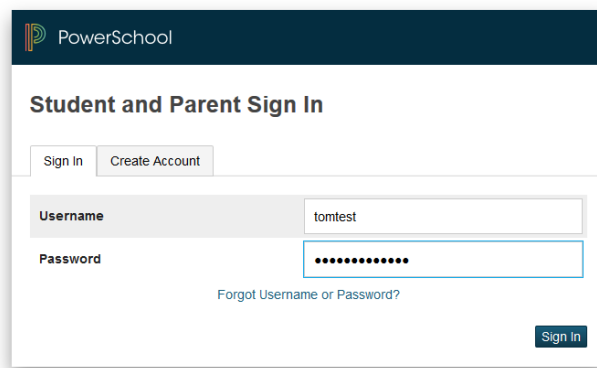 PowerSchool
Student and Parent Sign In
Sign In Create Account
Username tomtest
Password •••••••••••••
Forgot Username or Password?
Sign In